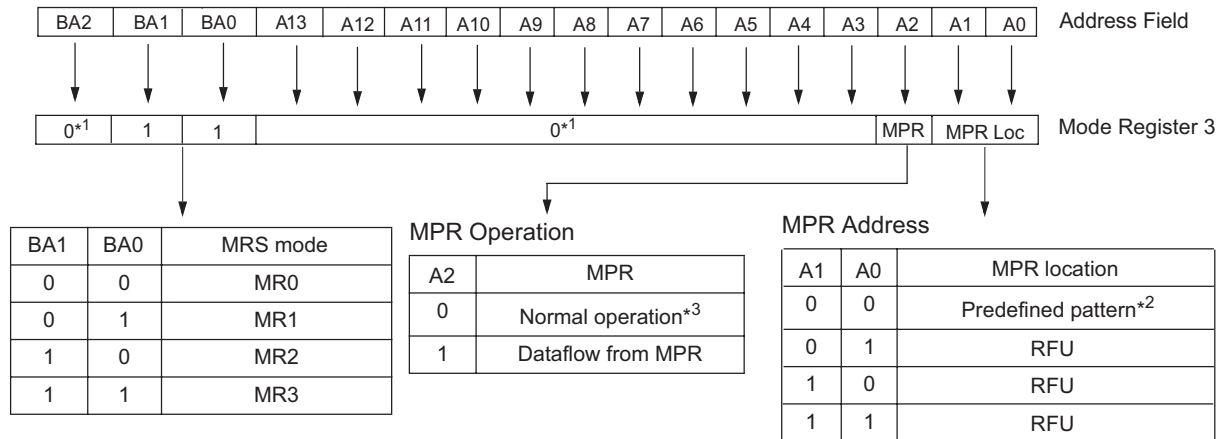 BA2 BA1 BA0 A13 A12 A11 A10 A9 A8 A7 A6 A5 A4 A3 A2 A1 A0 Address Field
0*1 1 1 0*1 MPR MPR Loc Mode Register 3
BA1 BA0 MRS mode
0 0 MR0
0 1 MR1
1 0 MR2
1 1 MR3
MPR Operation
A2 MPR
0 Normal operation*3
1 Dataflow from MPR
MPR Address
A1 A0 MPR location
0 0 Predefined pattern*2
0 1 RFU
1 0 RFU
1 1 RFU